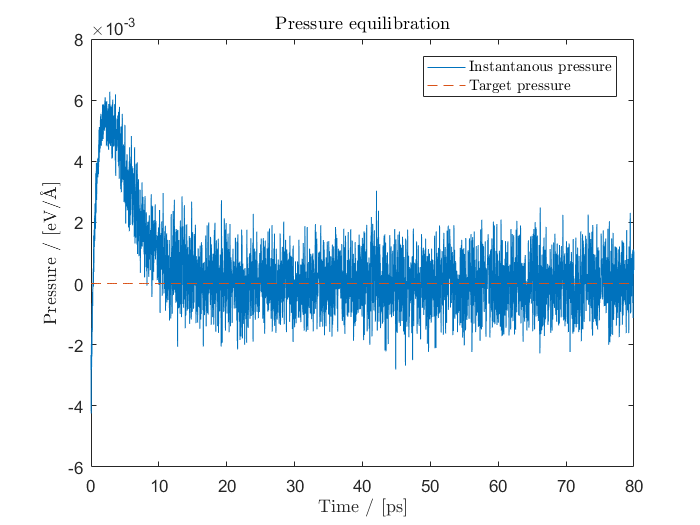 Pressure equilibration
×10-3
8
6
4
2
0
-2
-4
-6
Pressure / [eV/Å]
Instantanous pressure
Target pressure
0 10 20 30 40 50 60 70 80
Time / [ps]